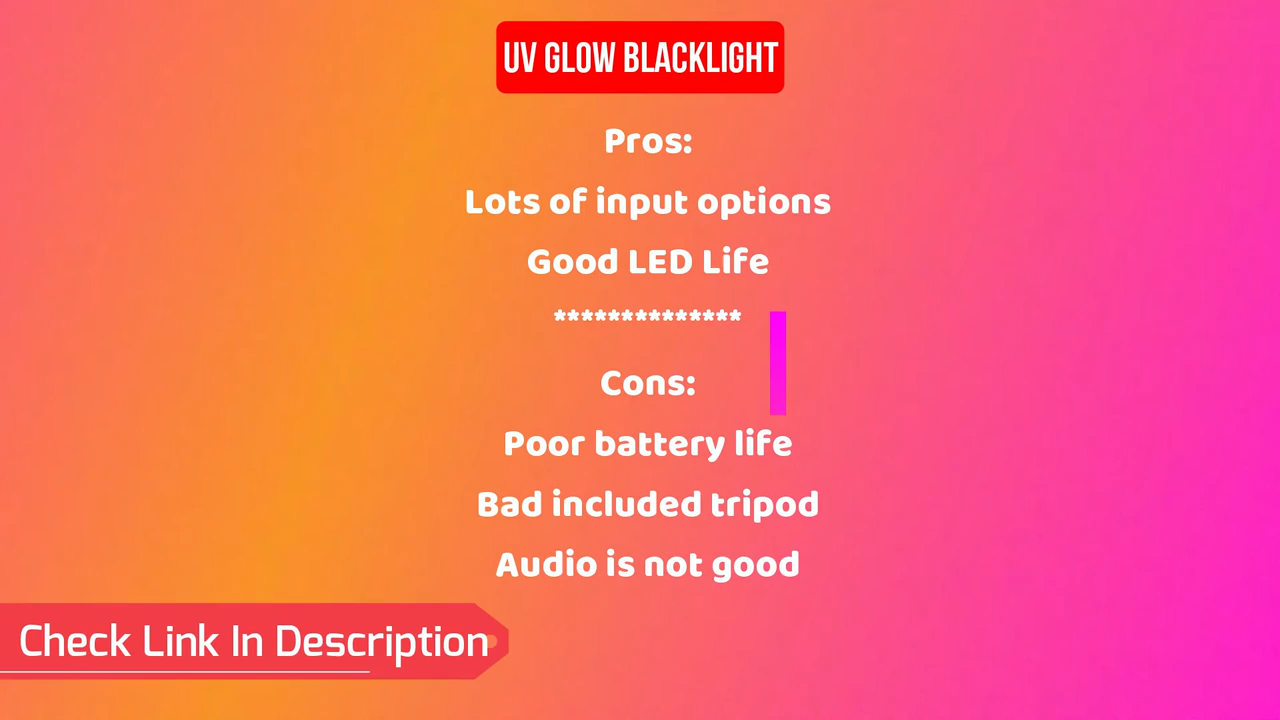 UV GLOW BLACKLIGHT
Pros:
Lots of input options
Good LED Life
**************
Cons:
Poor battery life
Bad included tripod
Audio is not good
Check Link In Description